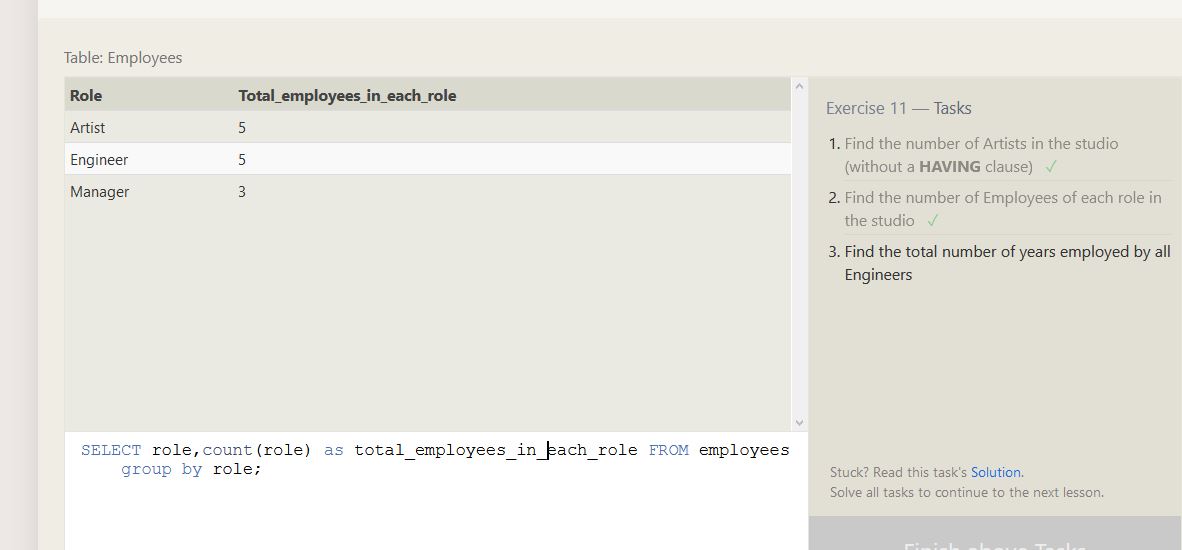 Table: Employees
Role Total_employees_in_each_role
Artist 5
Engineer 5
Manager 3
SELECT role,count(role) as total_employees_in_each_role FROM employees
group by role;
Exercise 11 — Tasks
1. Find the number of Artists in the studio
(without a HAVING clause) ✓
2. Find the number of Employees of each role in
the studio ✓
3. Find the total number of years employed by all
Engineers
Stuck? Read this task's Solution.
Solve all tasks to continue to the next lesson.
Finish above Tasks